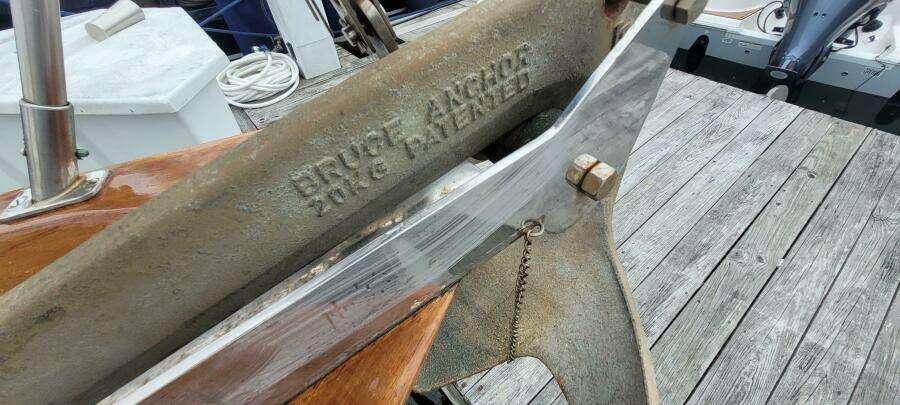 BRUCE ANCHOR
20KG PATENTED